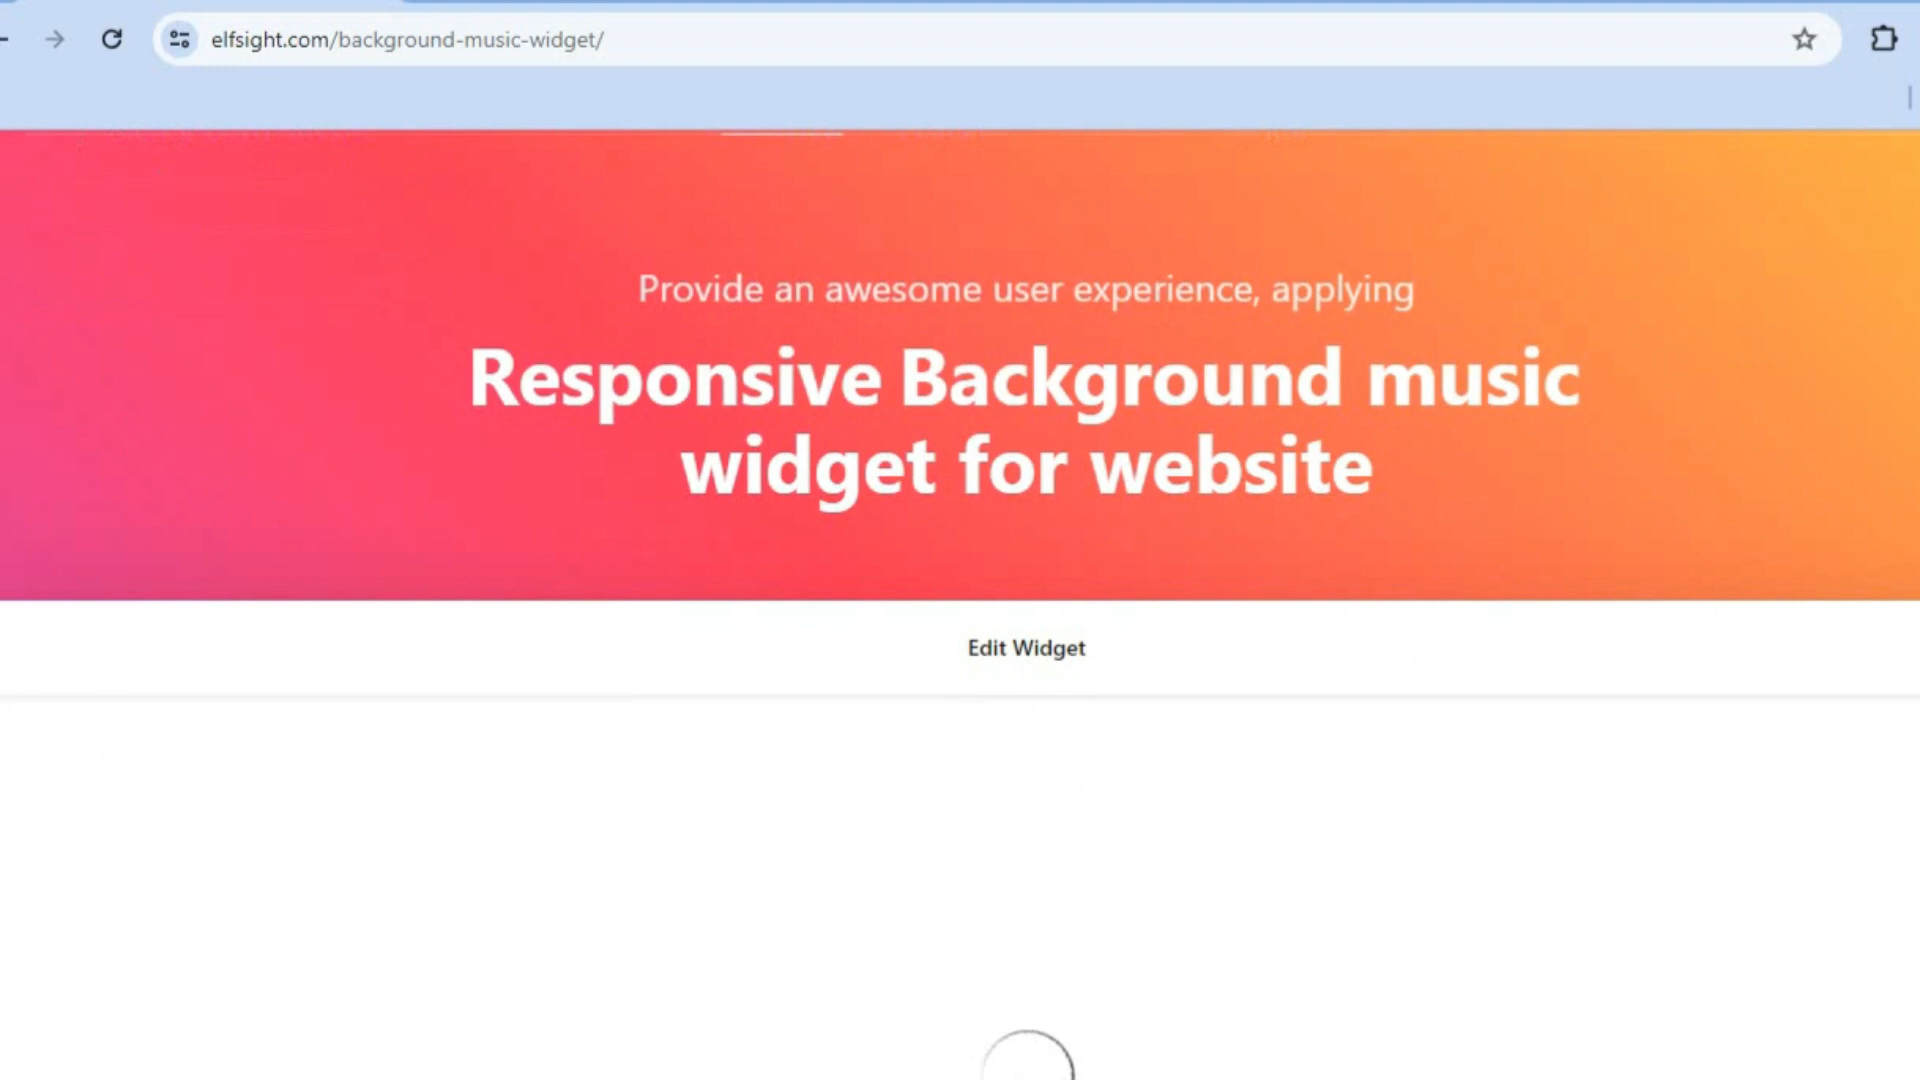 elfsight.com/background-music-widget/
Provide an awesome user experience, applying
Responsive Background music
widget for website
Edit Widget